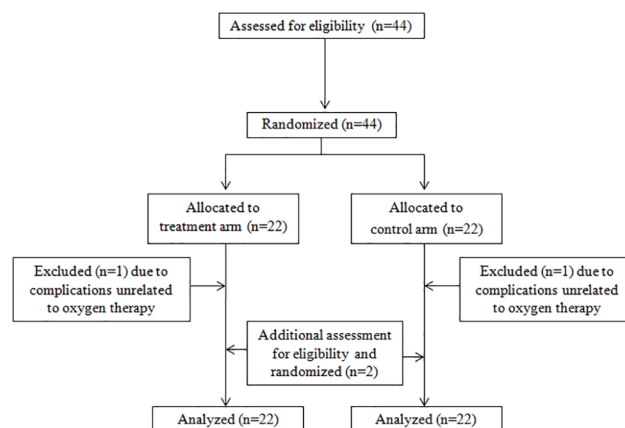 Assessed for eligibility (n=44)
Randomized (n=44)
Allocated to
treatment arm (n=22)
Allocated to
control arm (n=22)
Excluded (n=1) due to
complications unrelated
to oxygen therapy
Excluded (n=1) due to
complications unrelated
to oxygen therapy
Additional assessment
for eligibility and
randomized (n=2)
Analyzed (n=22)
Analyzed (n=22)